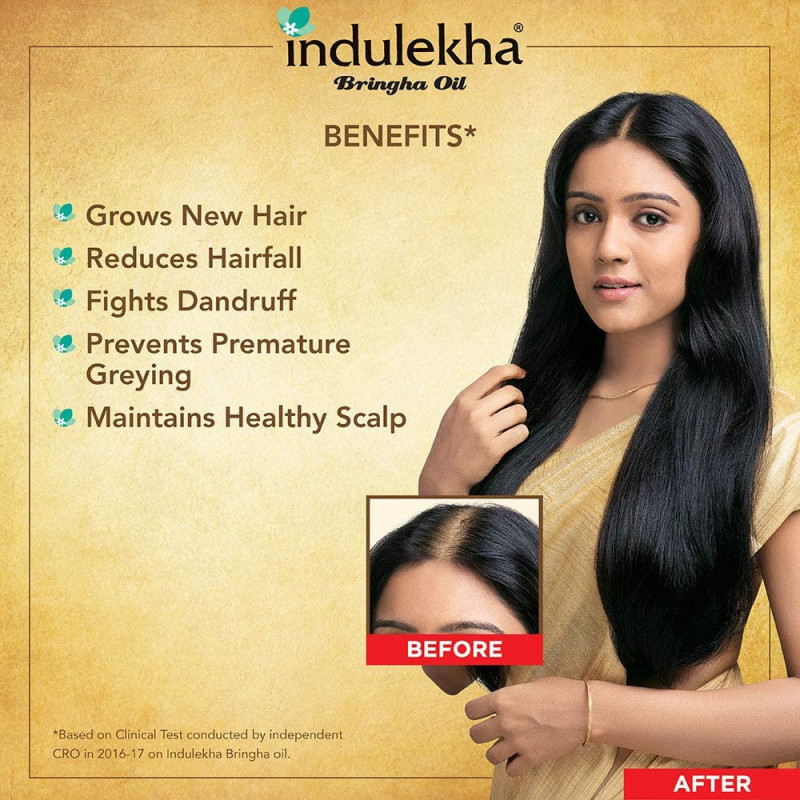 indulekha®
Bringha Oil
BENEFITS*
Grows New Hair
Reduces Hairfall
Fights Dandruff
Prevents Premature
Greying
Maintains Healthy Scalp
BEFORE
*Based on Clinical Test conducted by independent
CRO in 2016-17 on Indulekha Bringha oil.
AFTER